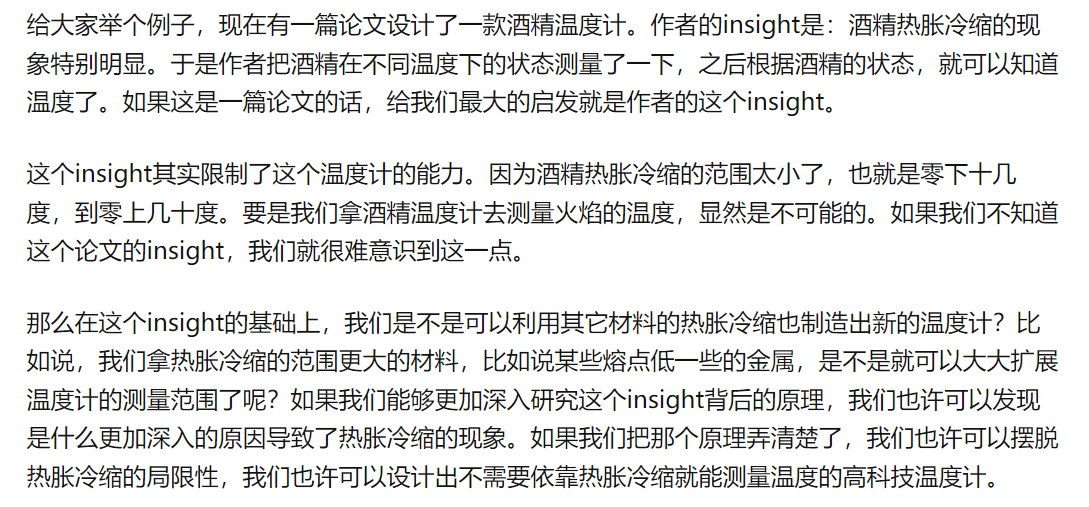 给大家举个例子，现在有一篇论文设计了一款酒精温度计。作者的insight是：酒精热胀冷缩的现
象特别明显。于是作者把酒精在不同温度下的状态测量了一下，之后根据酒精的状态，就可以知道
温度了。如果这是一篇论文的话，给我们最大的启发就是作者的这个insight。
这个insight其实限制了这个温度计的能力。因为酒精热胀冷缩的范围太小了，也就是零下十几
度，到零上几十度。要是我们拿酒精温度计去测量火焰的温度，显然是不可能的。如果我们不知道
这个论文的insight，我们就很难意识到这一点。
那么在这个insight的基础上，我们是不是可以利用其它材料的热胀冷缩也制造出新的温度计？比
如说，我们拿热胀冷缩的范围更大的材料，比如说某些熔点低一些的金属，是不是就可以大大扩展
温度计的测量范围了呢？如果我们能够更加深入研究这个insight背后的原理，我们也许可以发现
是什么更加深入的原因导致了热胀冷缩的现象。如果我们把那个原理弄清楚了，我们也许可以摆脱
热胀冷缩的局限性，我们也许可以设计出不需要依靠热胀冷缩就能测量温度的高科技温度计。